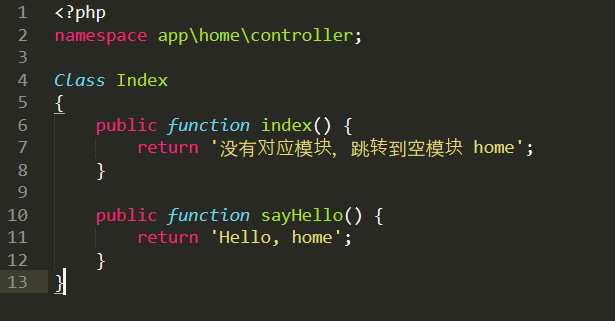 1 <?php
2 namespace app\home\controller;
3
4 Class Index
5 {
6 public function index() {
7 return '没有对应模块，跳转到空模块 home';
8 }
9
10 public function sayHello() {
11 return 'Hello, home';
12 }
13 }